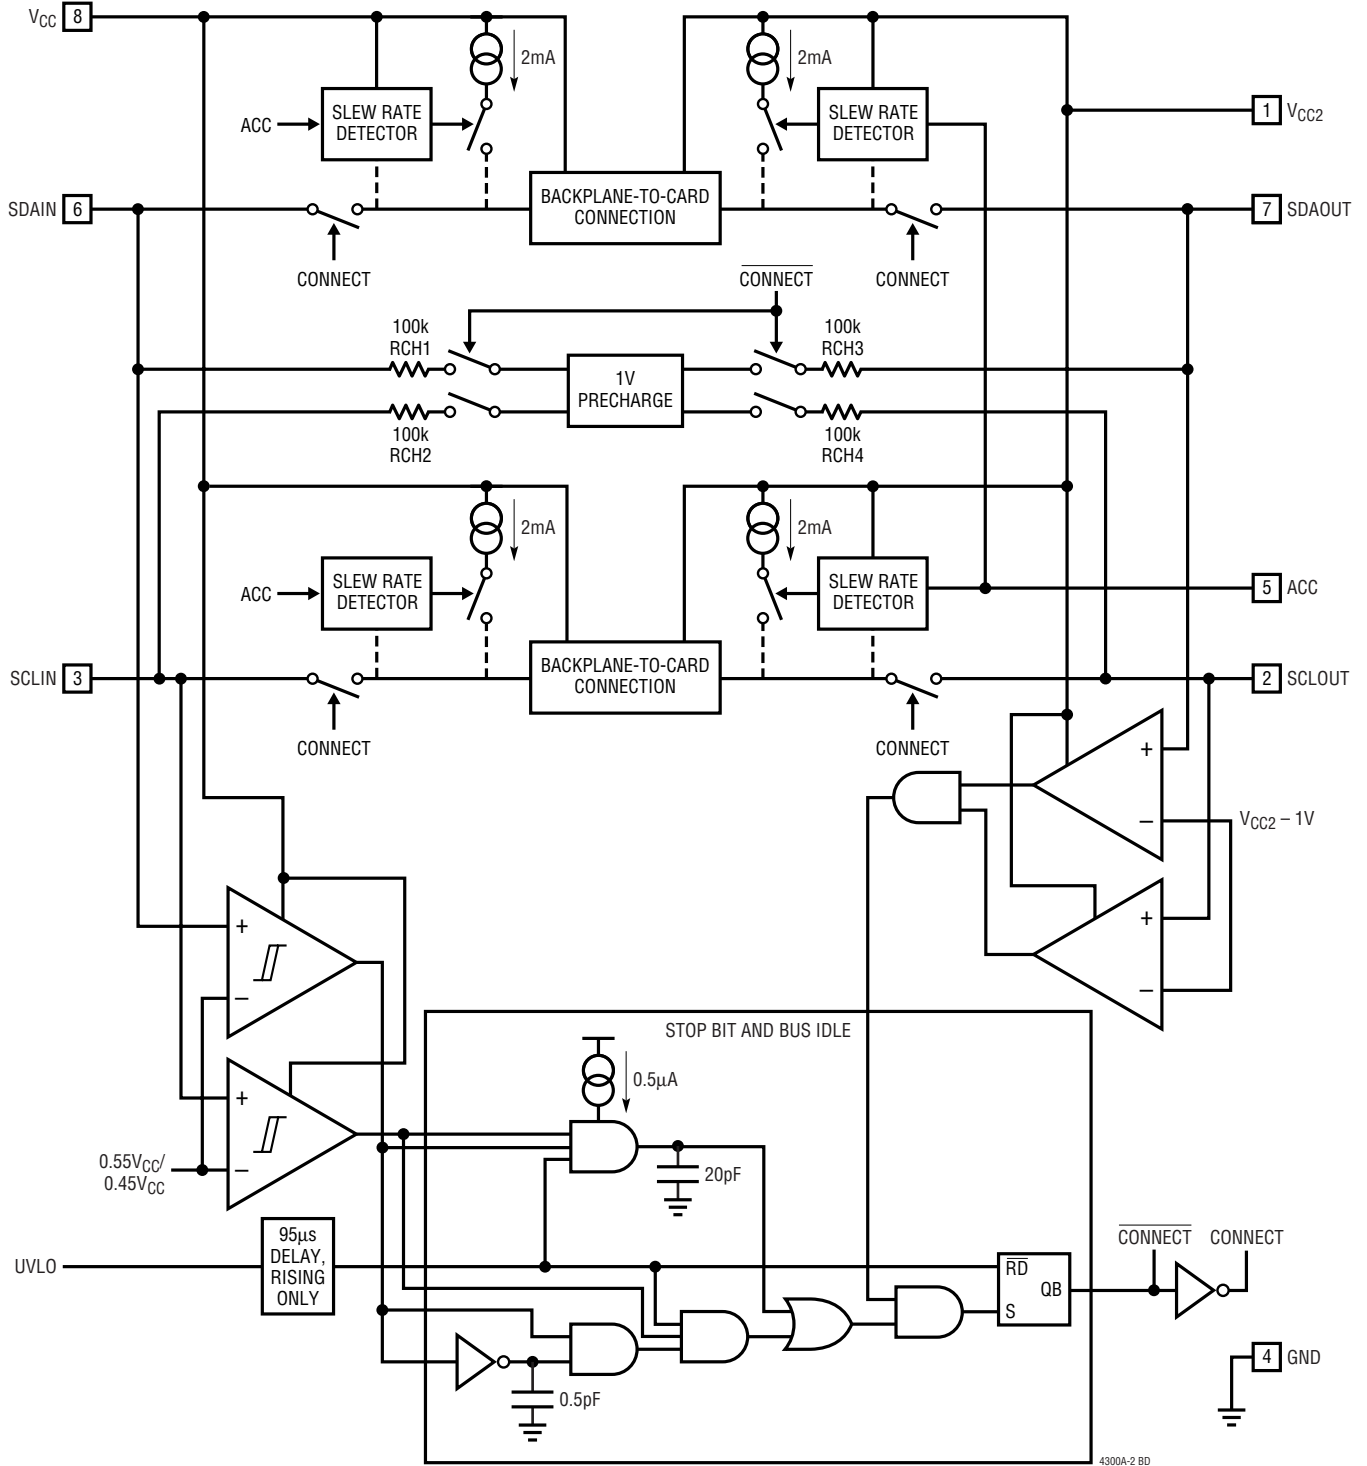 VCC 8
2mA
2mA
SLEW RATE
DETECTOR
SLEW RATE
DETECTOR
ACC
1 VCC2
BACKPLANE-TO-CARD
CONNECTION
SDAIN 6
7 SDAOUT
CONNECT
CONNECT
CONNECT
100k
RCH1
100k
RCH3
1V
PRECHARGE
100k
RCH2
100k
RCH4
2mA
2mA
SLEW RATE
DETECTOR
SLEW RATE
DETECTOR
ACC
5 ACC
BACKPLANE-TO-CARD
CONNECTION
SCLIN 3
2 SCLOUT
CONNECT
CONNECT
+
–
VCC2 – 1V
+
–
+
–
STOP BIT AND BUS IDLE
0.5µA
+
–
0.55VCC/
0.45VCC
20pF
95µs
DELAY,
RISING
ONLY
UVLO
RD
QB
S
CONNECT
CONNECT
4 GND
0.5pF
4300A-2 BD